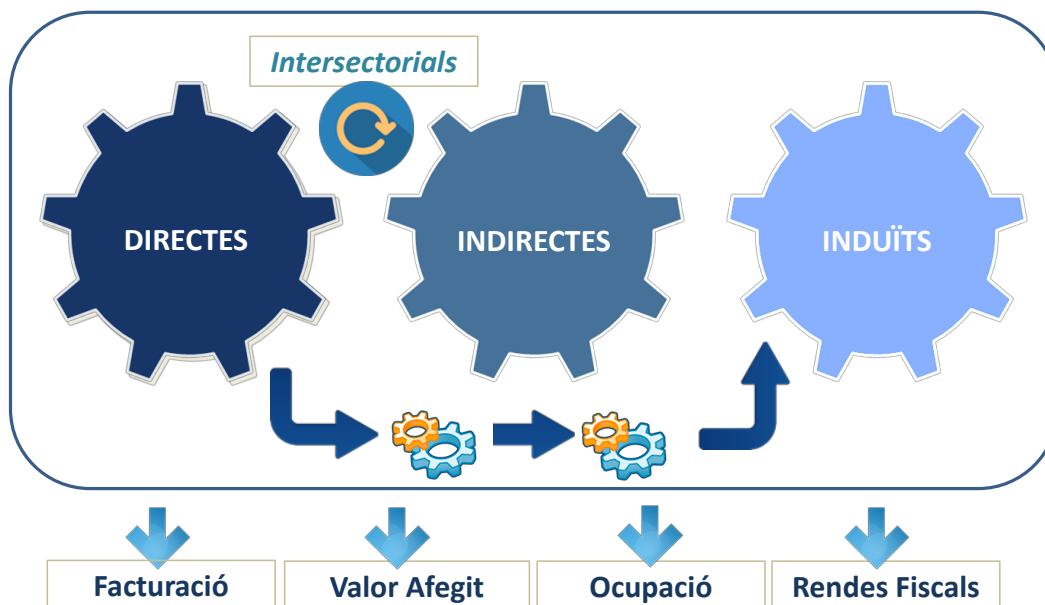 Intersectorials
DIRECTES
INDIRECTES
INDUÏTS
Facturació
Valor Afegit
Ocupació
Rendes Fiscals